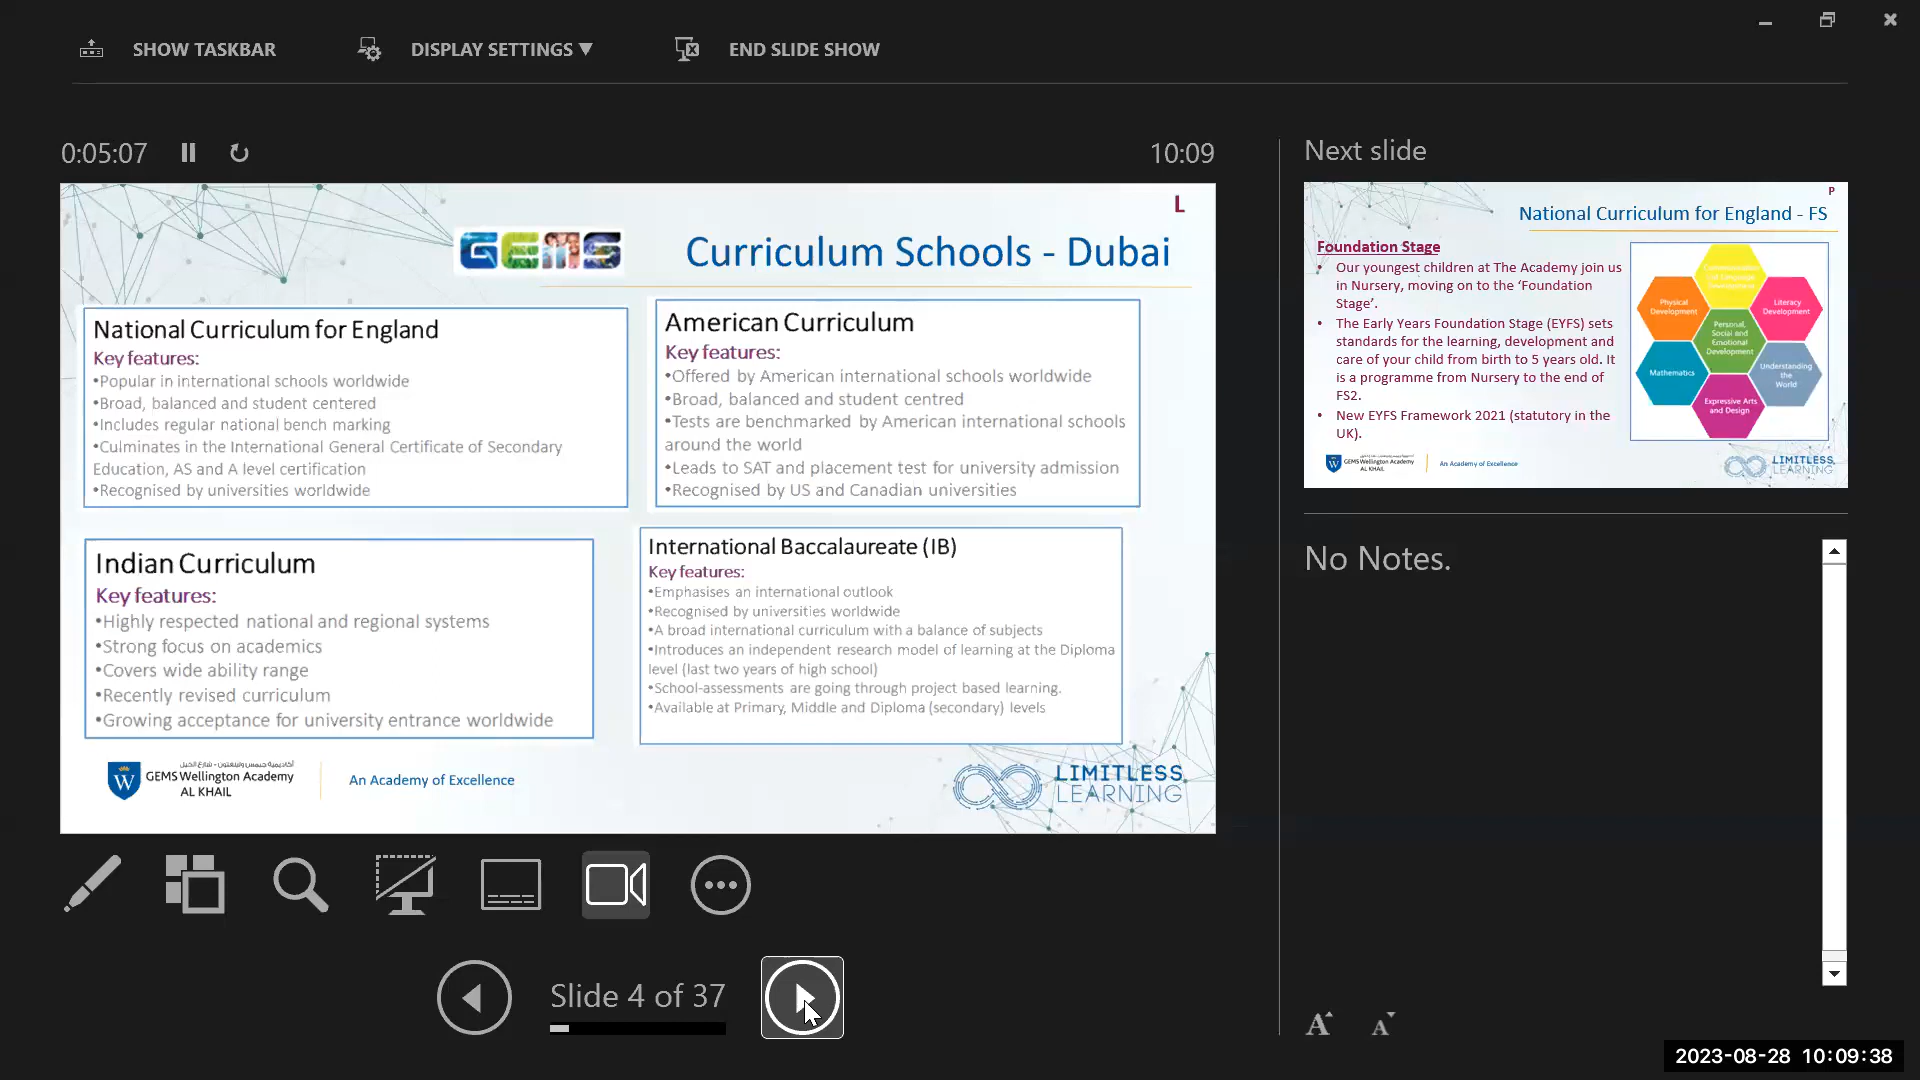 SHOW TASKBAR
DISPLAY SETTINGS ▼
END SLIDE SHOW
0:05:07
10:09
L
GEMS
Curriculum Schools - Dubai
National Curriculum for England
Key features:
•Popular in international schools worldwide
•Broad, balanced and student centered
•Includes regular national bench marking
•Culminates in the International General Certificate of Secondary
Education, AS and A level certification
•Recognised by universities worldwide
American Curriculum
Key features:
•Offered by American international schools worldwide
•Broad, balanced and student centred
•Tests are benchmarked by American international schools
around the world
•Leads to SAT and placement test for university admission
•Recognised by US and Canadian universities
Indian Curriculum
Key features:
•Highly respected national and regional systems
•Strong focus on academics
•Covers wide ability range
•Recently revised curriculum
•Growing acceptance for university entrance worldwide
International Baccalaureate (IB)
Key features:
•Emphasises an international outlook
•Recognised by universities worldwide
•A broad international curriculum with a balance of subjects
•Introduces an independent research model of learning at the Diploma
level (last two years of high school)
•School-assessments are going through project based learning.
•Available at Primary, Middle and Diploma (secondary) levels
W
أكاديمية جيمس ولينغتون - شارع الخيل
GEMS Wellington Academy
AL KHAIL
An Academy of Excellence
LIMITLESS
LEARNING
Slide 4 of 37
Next slide
P
National Curriculum for England - FS
Foundation Stage
• Our youngest children at The Academy join us
in Nursery, moving on to the ‘Foundation
Stage’.
• The Early Years Foundation Stage (EYFS) sets
standards for the learning, development and
care of your child from birth to 5 years old. It
is a programme from Nursery to the end of
FS2.
• New EYFS Framework 2021 (statutory in the
UK).
Physical
Development
Literacy
Development
Personal,
Social and
Emotional
Development
Mathematics
Understanding
the
World
Expressive Arts
and Design
W
GEMS Wellington Academy
AL KHAIL
An Academy of Excellence
LIMITLESS
LEARNING
No Notes.
A A
2023-08-28 10:09:38